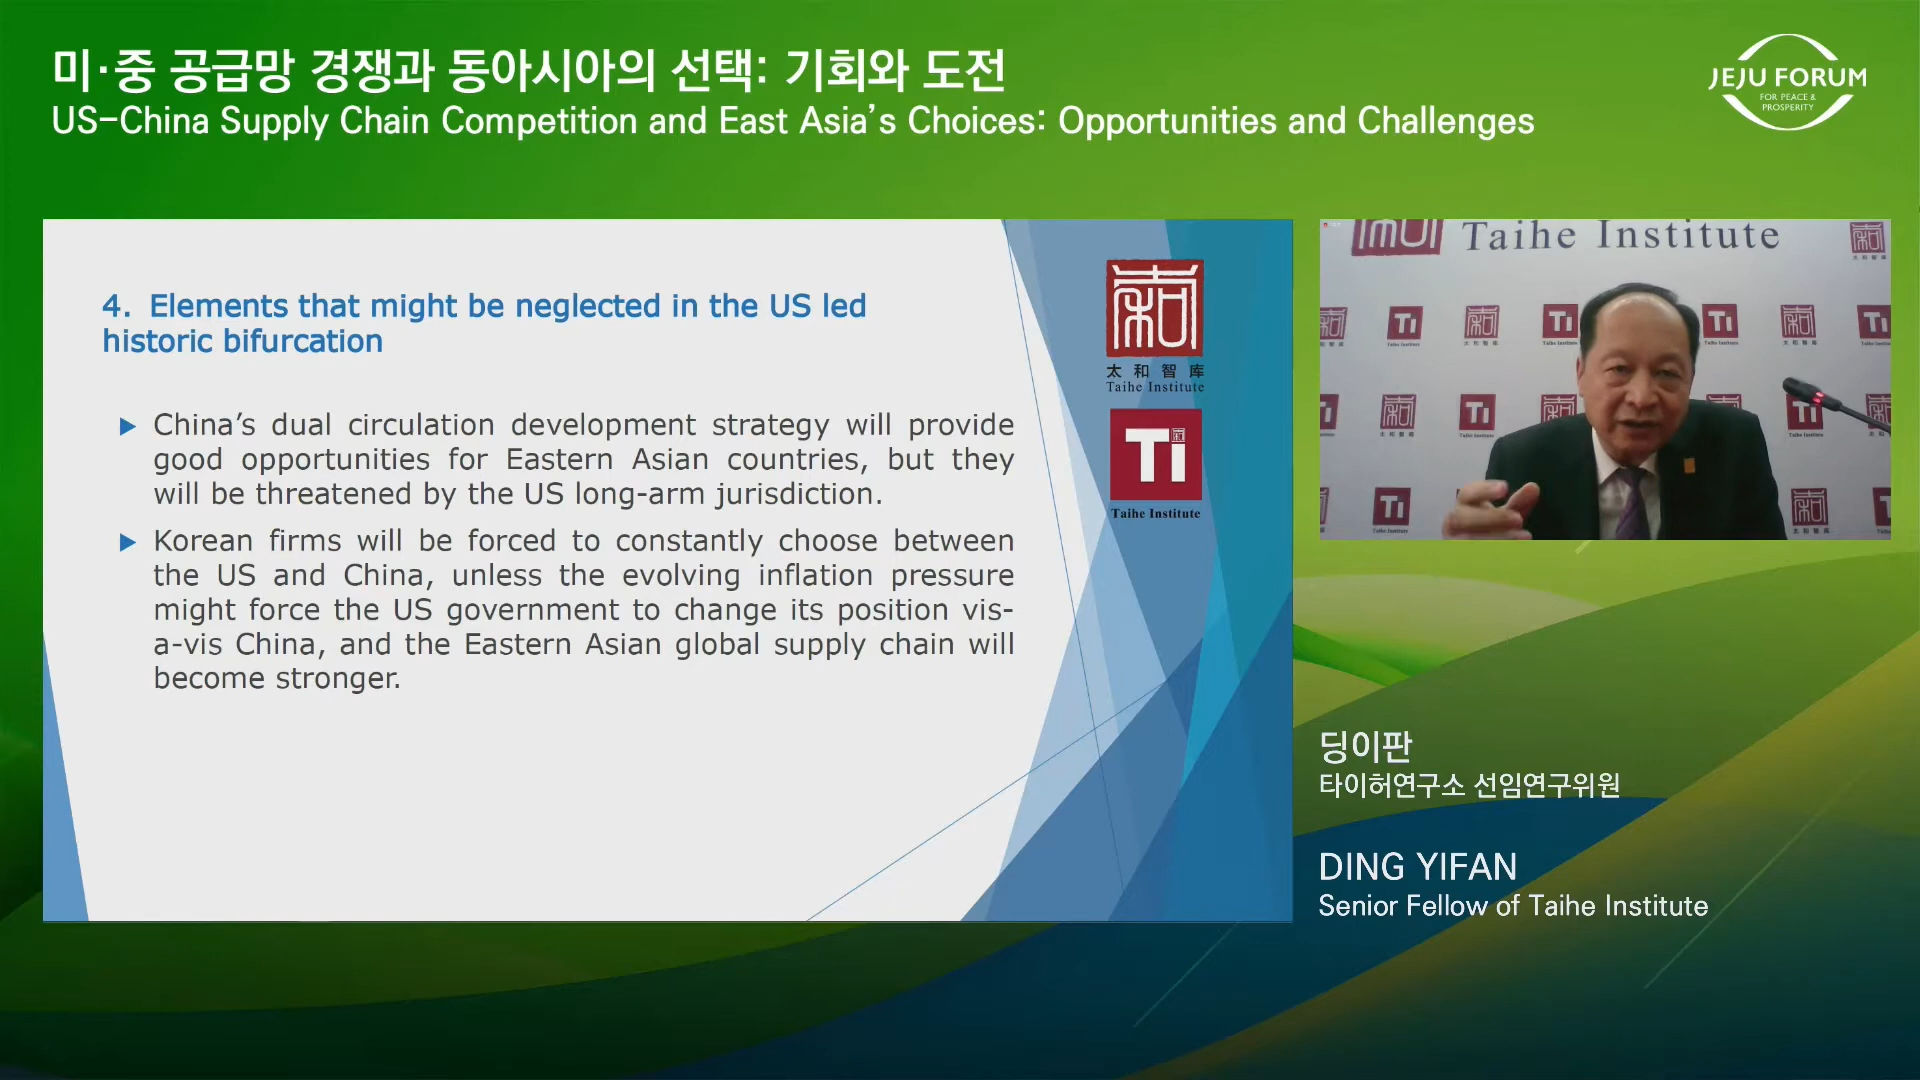 미·중 공급망 경쟁과 동아시아의 선택: 기회와 도전
US-China Supply Chain Competition and East Asia's Choices: Opportunities and Challenges
JEJU FORUM
FOR PEACE &
PROSPERITY
4. Elements that might be neglected in the US led
historic bifurcation
China's dual circulation development strategy will provide
good opportunities for Eastern Asian countries, but they
will be threatened by the US long-arm jurisdiction.
Korean firms will be forced to constantly choose between
the US and China, unless the evolving inflation pressure
might force the US government to change its position vis-
a-vis China, and the Eastern Asian global supply chain will
become stronger.
太和智库
Taihe Institute
Ti
Taihe Institute
Taihe Institute
딩이판
타이허연구소 선임연구위원
DING YIFAN
Senior Fellow of Taihe Institute